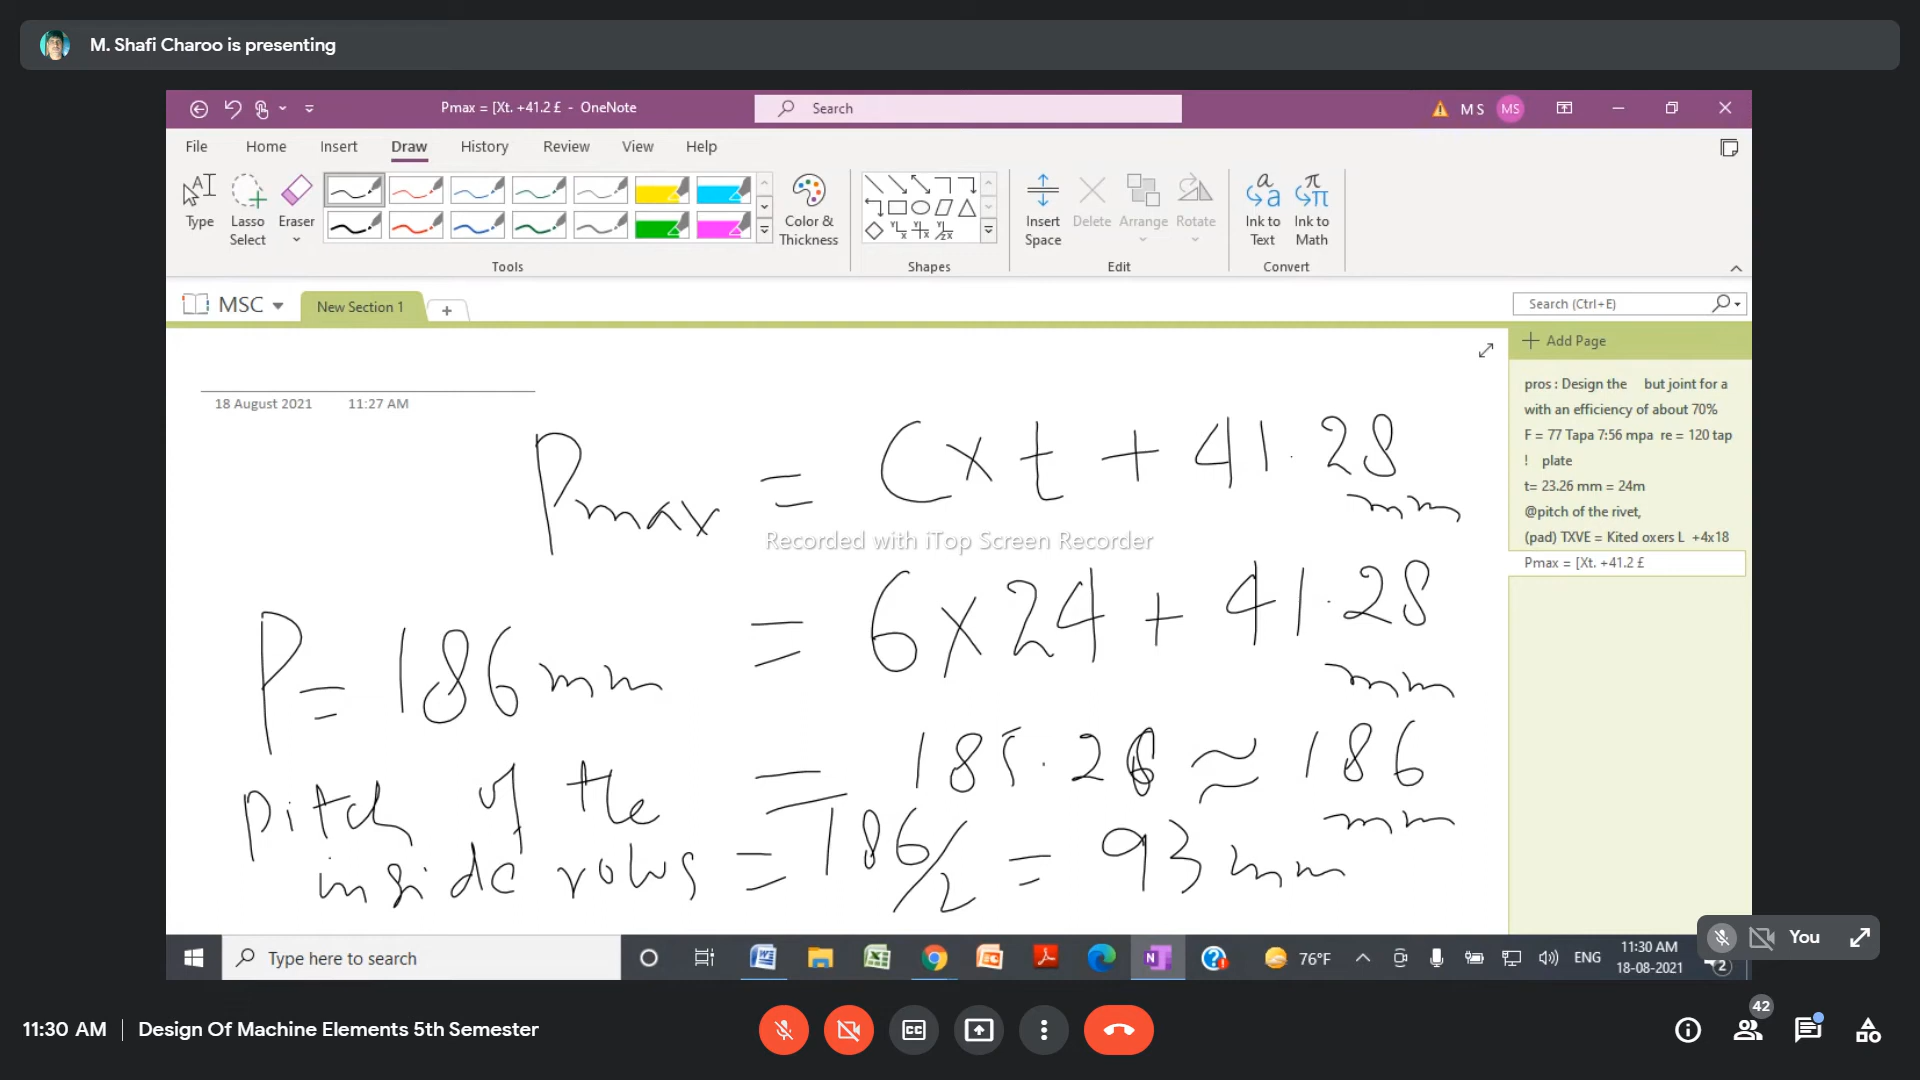 M. Shafi Charoo is presenting
Pmax = [Xt. +41.2 £ - OneNote
Search
M S
MS
File Home Insert Draw History Review View Help
Type
Lasso Select
Eraser
Color & Thickness
Insert Space
Delete
Arrange
Rotate
Ink to Text
Ink to Math
Tools
Shapes
Edit
Convert
MSC
New Section 1
Search (Ctrl+E)
Add Page
pros : Design the but joint for a
with an efficiency of about 70%
F = 77 Tapa 7:56 mpa re = 120 tap
! plate
t= 23.26 mm = 24m
@pitch of the rivet,
(pad) TXVE = Kited oxers L +4x18
Pmax = [Xt. +41.2 £
18 August 2021 11:27 AM
Pmax = C x t + 41.28 mm
Recorded with iTop Screen Recorder
= 6 x 24 + 41.28 mm
P = 186 mm
= 185.28 ≈ 186 mm
pitch of the
inside rows = 186/2 = 93 mm
Type here to search
76°F
ENG
11:30 AM
18-08-2021
2
You
11:30 AM | Design Of Machine Elements 5th Semester
CC
42